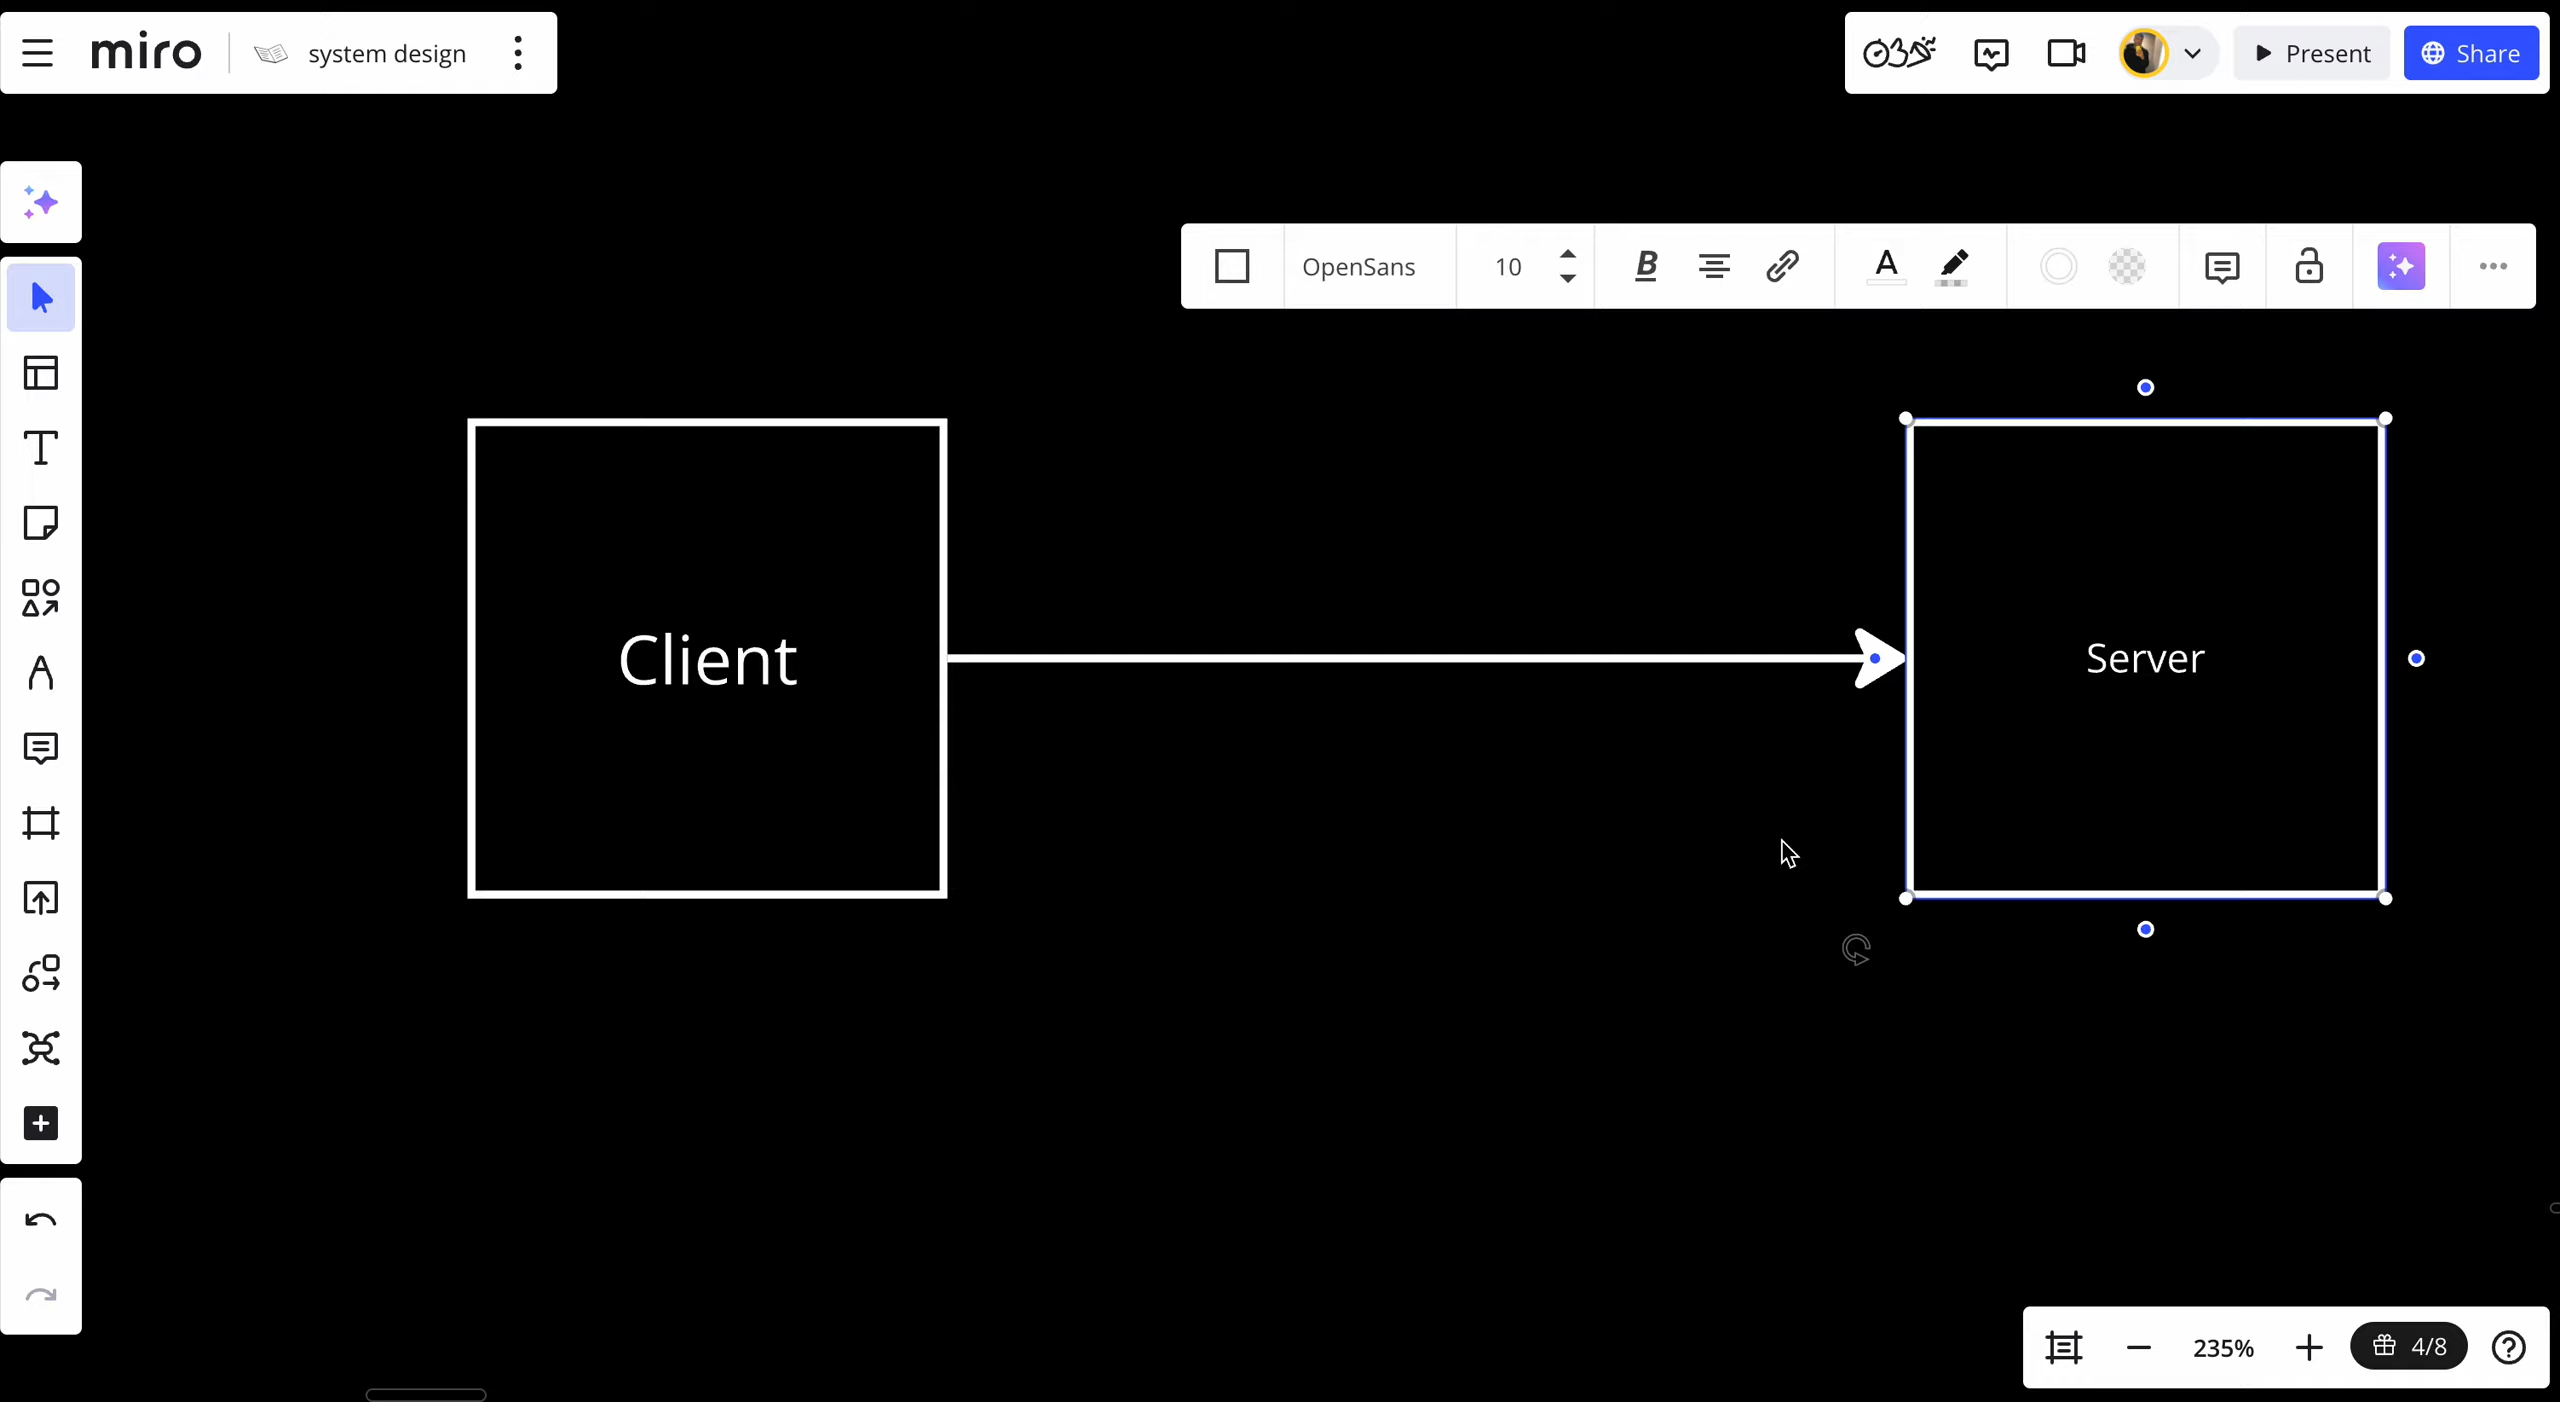 miro
system design
Present
Share
OpenSans
10
B
A
Client
Server
235%
4/8